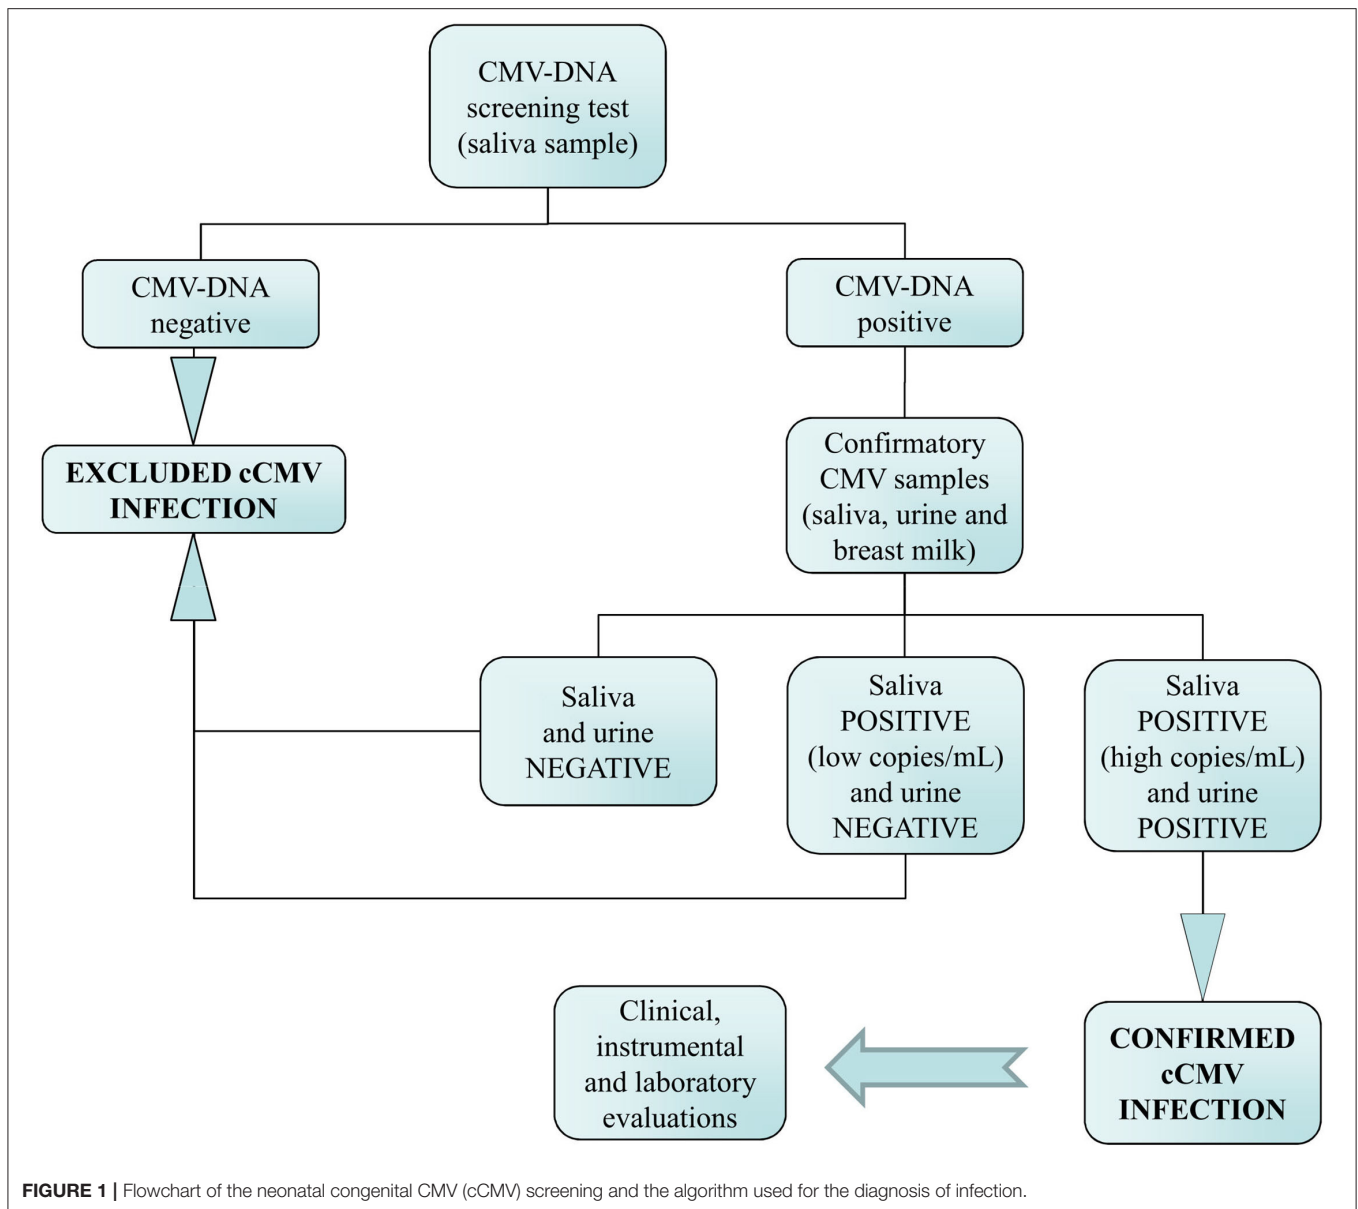 CMV-DNA
screening test
(saliva sample)
CMV-DNA
negative
CMV-DNA
positive
EXCLUDED cCMV
INFECTION
Confirmatory
CMV samples
(saliva, urine and
breast milk)
Saliva
and urine
NEGATIVE
Saliva
POSITIVE
(low copies/mL)
and urine
NEGATIVE
Saliva
POSITIVE
(high copies/mL)
and urine
POSITIVE
Clinical,
instrumental
and laboratory
evaluations
CONFIRMED
cCMV
INFECTION
FIGURE 1 | Flowchart of the neonatal congenital CMV (cCMV) screening and the algorithm used for the diagnosis of infection.